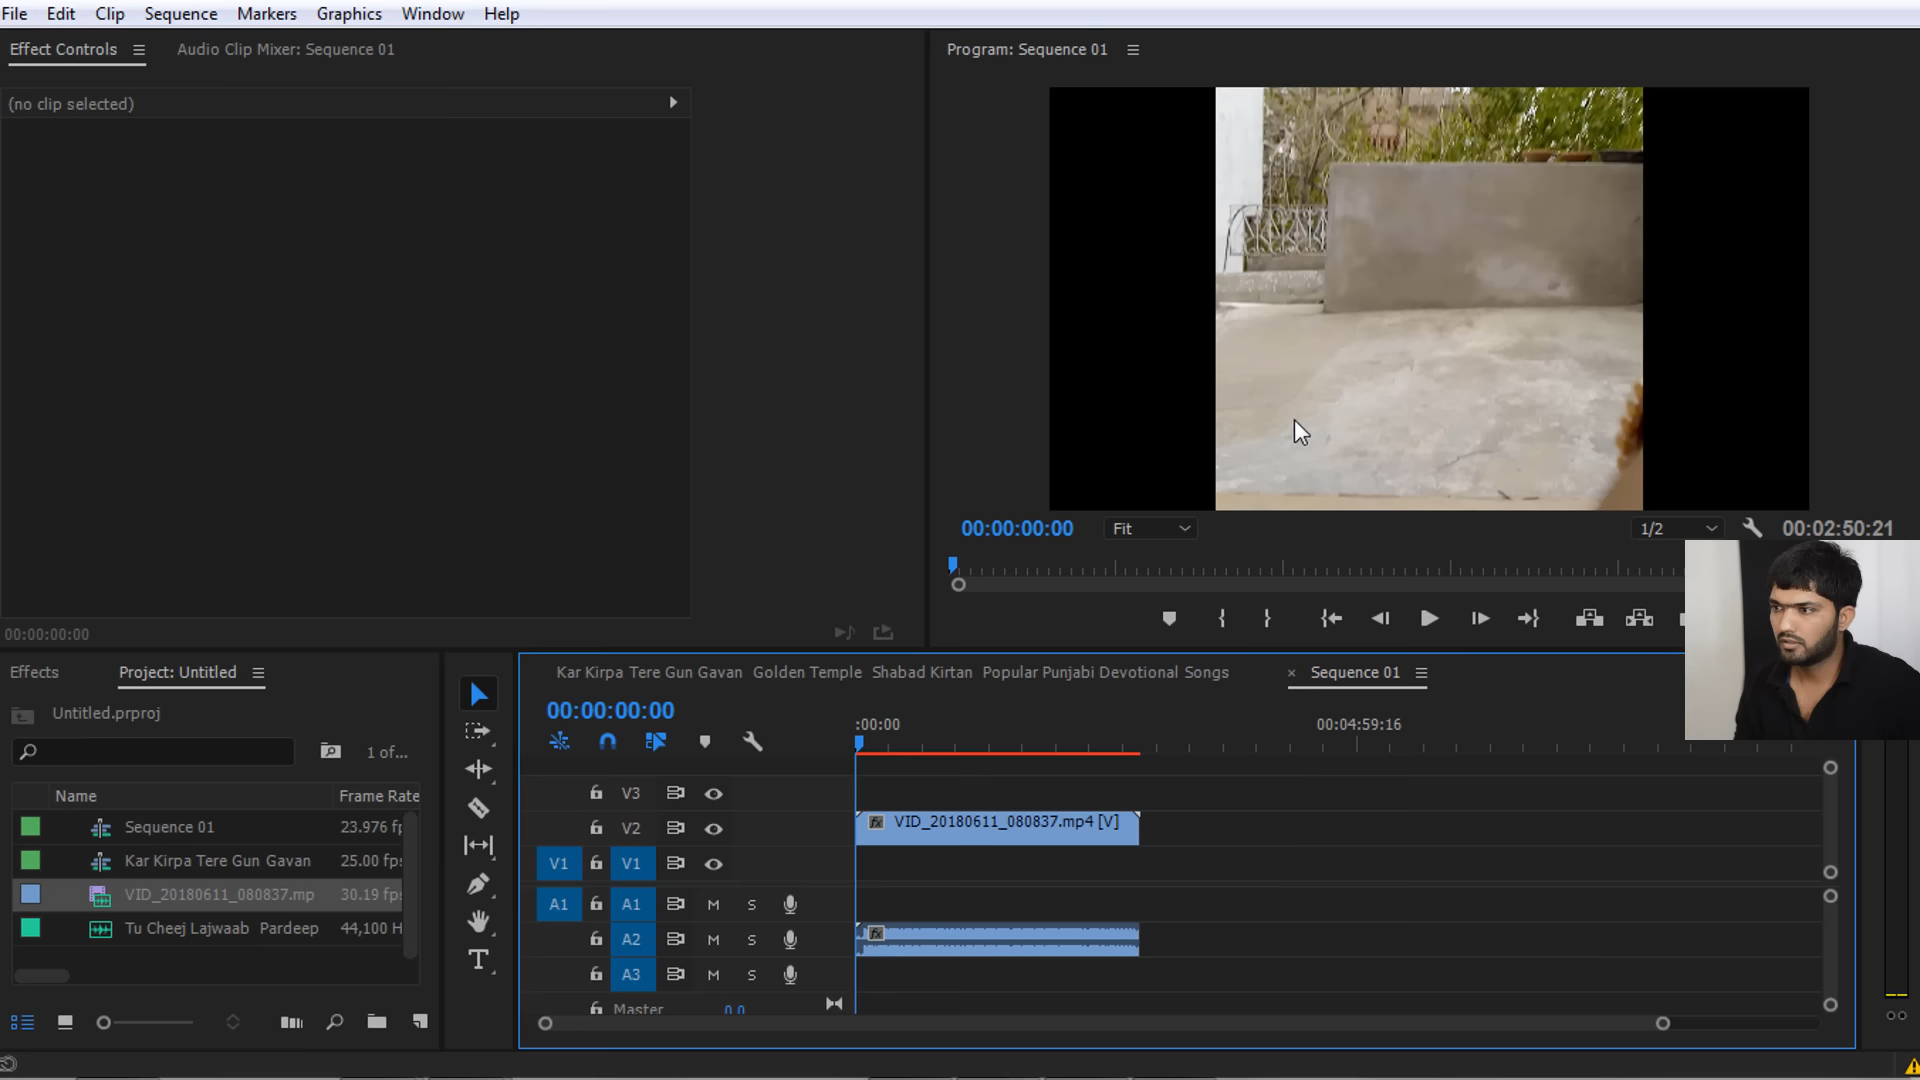 File Edit Clip Sequence Markers Graphics Window Help
Effect Controls Audio Clip Mixer: Sequence 01
Program: Sequence 01
(no clip selected)
00:00:00:00 Fit 1/2 00:02:50:21
00:00:00:00
Effects Project: Untitled
Kar Kirpa Tere Gun Gavan Golden Temple Shabad Kirtan Popular Punjabi Devotional Songs × Sequence 01
Untitled.prproj
00:00:00:00
:00:00 00:04:59:16
1 of...
Name Frame Rate
Sequence 01 23.976 f
Kar Kirpa Tere Gun Gavan 25.00 fp
VID_20180611_080837.mp 30.19 fp
Tu Cheej Lajwaab Pardeep 44,100 H
V3
V2 fx VID_20180611_080837.mp4 [V]
V1 V1
A1 A1 M S
A2 M S fx
A3 M S
Master 0.0
T